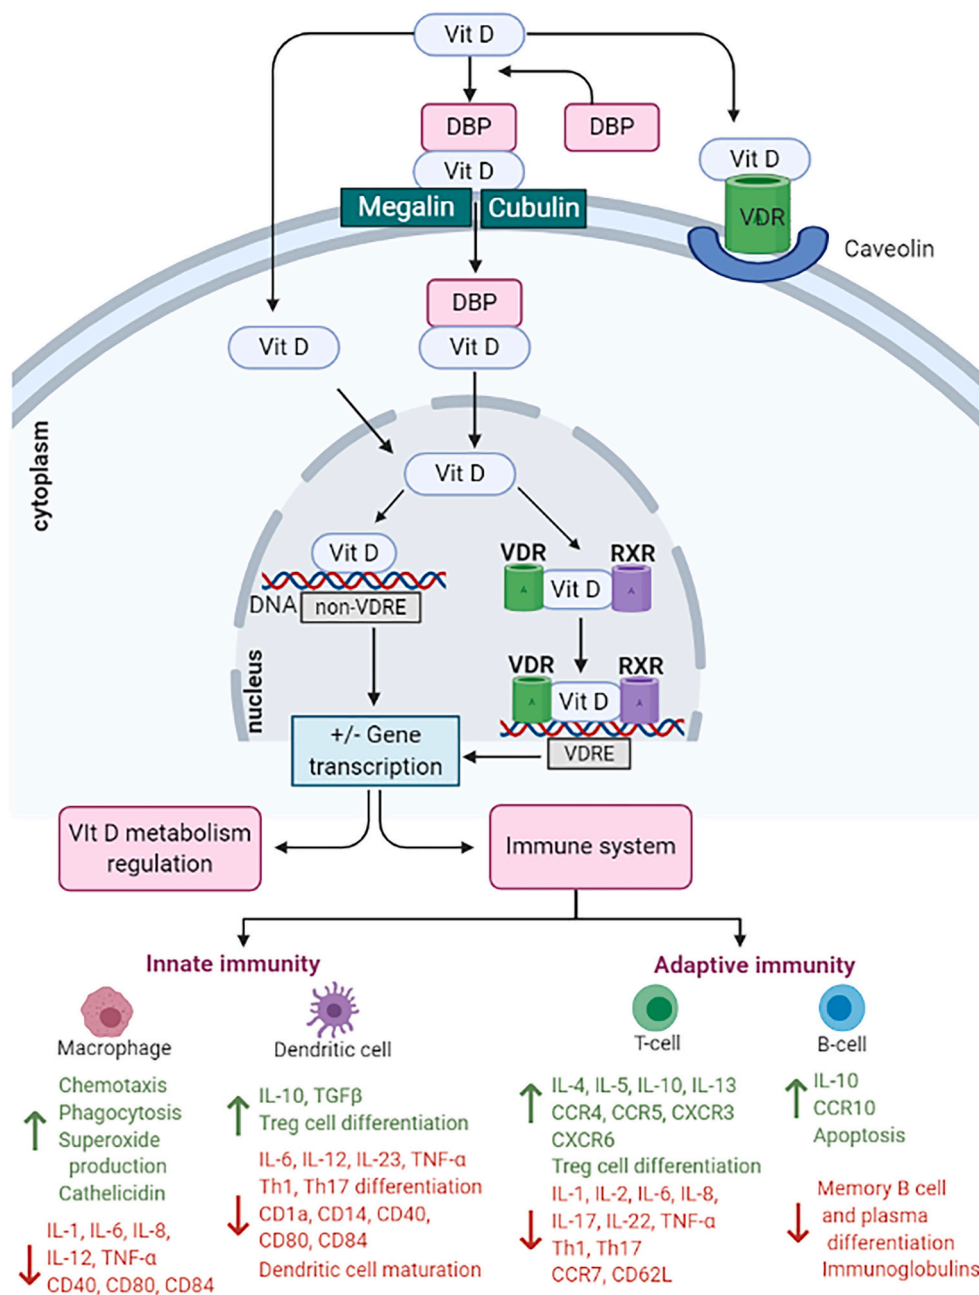 Vit D
DBP
DBP
Vit D
Vit D
VDR
Megalin
Cubulin
Caveolin
DBP
Vit D
Vit D
cytoplasm
Vit D
Vit D
DNA
non-VDRE
VDR
RXR
A
Vit D
A
VDR
RXR
A
Vit D
A
VDRE
nucleus
+/- Gene
transcription
VIt D metabolism
regulation
Immune system
Innate immunity
Adaptive immunity
Macrophage
Chemotaxis
Phagocytosis
Superoxide
production
Cathelicidin
IL-1, IL-6, IL-8,
IL-12, TNF-α
CD40, CD80, CD84
Dendritic cell
IL-10, TGFβ
Treg cell differentiation
IL-6, IL-12, IL-23, TNF-α
Th1, Th17 differentiation
CD1a, CD14, CD40,
CD80, CD84
Dendritic cell maturation
T-cell
IL-4, IL-5, IL-10, IL-13
CCR4, CCR5, CXCR3
CXCR6
Treg cell differentiation
IL-1, IL-2, IL-6, IL-8,
IL-17, IL-22, TNF-α
Th1, Th17
CCR7, CD62L
B-cell
IL-10
CCR10
Apoptosis
Memory B cell
and plasma
differentiation
Immunoglobulins